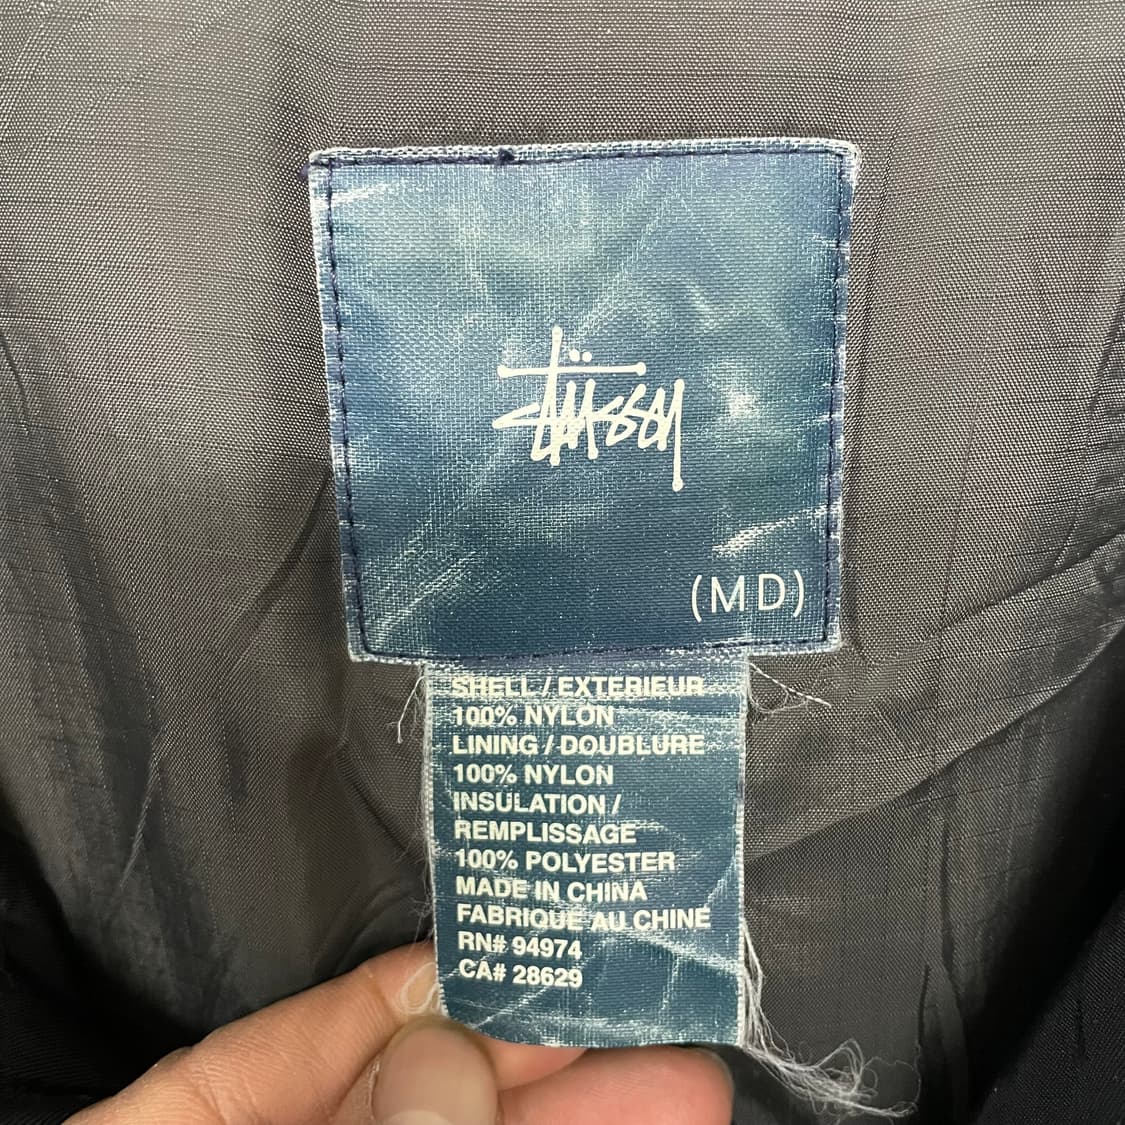 stüssy
(MD)
SHELL / EXTERIEUR
100% NYLON
LINING / DOUBLURE
100% NYLON
INSULATION /
REMPLISSAGE
100% POLYESTER
MADE IN CHINA
FABRIQUE AU CHINE
RN# 94974
CA# 28629